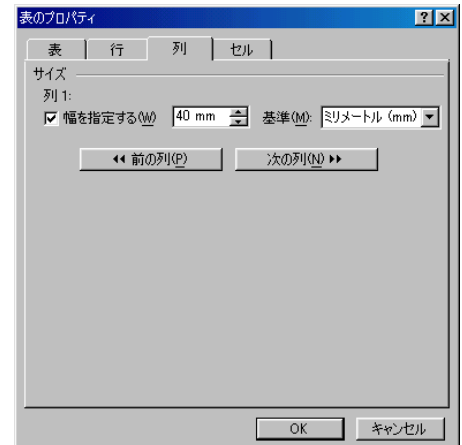 表のプロパティ
表 行 列 セル
サイズ
列 1:
幅を指定する(W) 40 mm 基準(M): ミリメートル (mm)
前の列(P) 次の列(N)
OK キャンセル